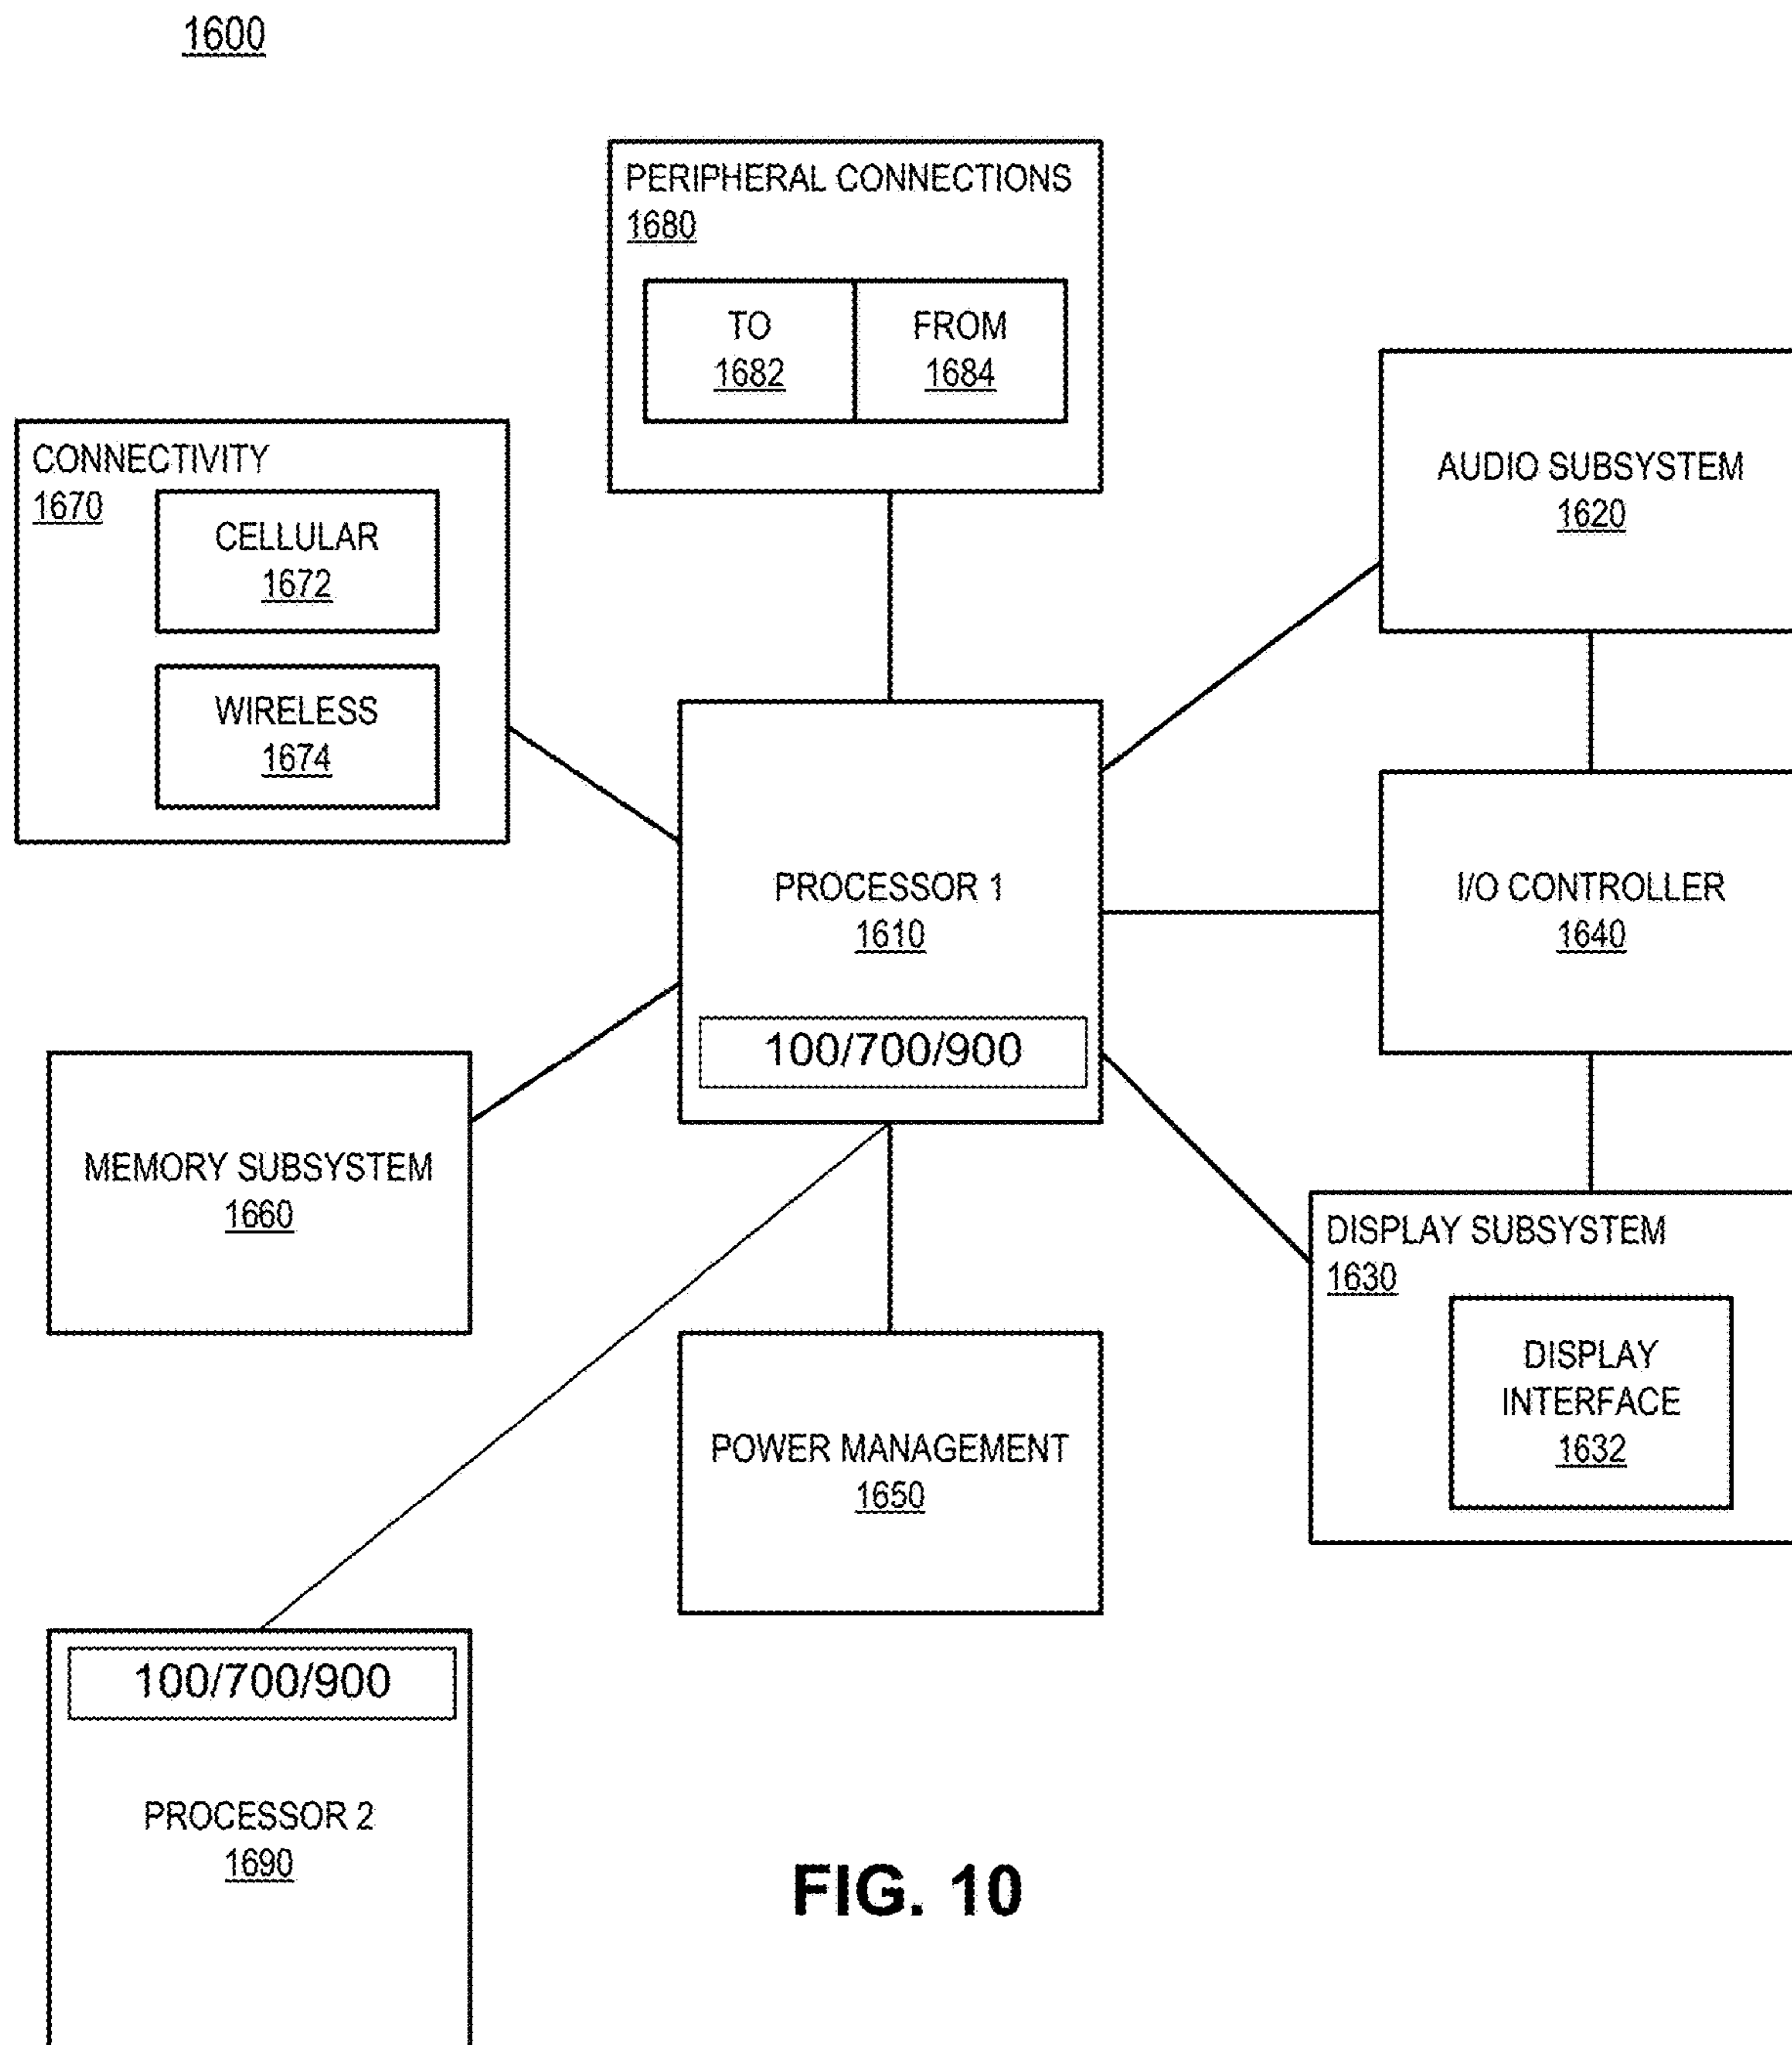 1600
PERIPHERAL CONNECTIONS
1680
TO
1682
FROM
1684
CONNECTIVITY
1670
CELLULAR
1672
WIRELESS
1674
AUDIO SUBSYSTEM
1620
PROCESSOR 1
1610
100/700/900
I/O CONTROLLER
1640
MEMORY SUBSYSTEM
1660
DISPLAY SUBSYSTEM
1630
DISPLAY
INTERFACE
1632
POWER MANAGEMENT
1650
100/700/900
PROCESSOR 2
1690
FIG. 10